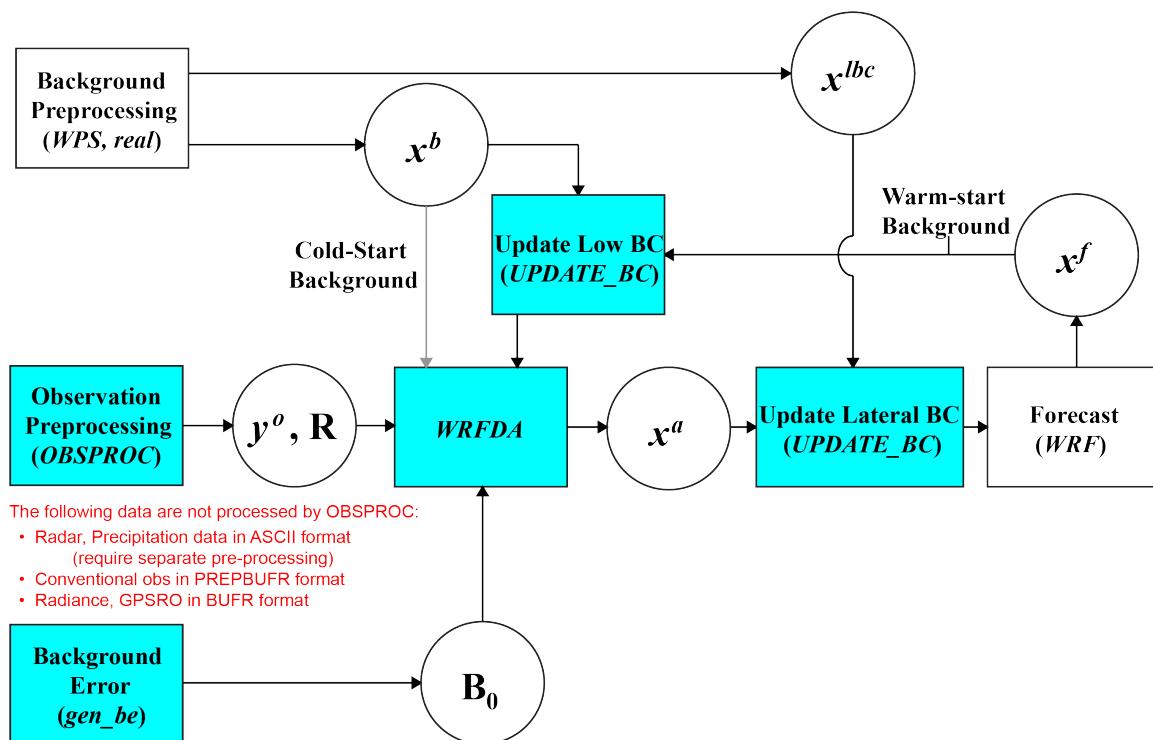 Background
Preprocessing
(WPS, real)
x^b
x^lbc
Cold-Start
Background
Update Low BC
(UPDATE_BC)
Warm-start
Background
x^f
Observation
Preprocessing
(OBSPROC)
y^o, R
WRFDA
x^a
Update Lateral BC
(UPDATE_BC)
Forecast
(WRF)
The following data are not processed by OBSPROC:
• Radar, Precipitation data in ASCII format
(require separate pre-processing)
• Conventional obs in PREPBUFR format
• Radiance, GPSRO in BUFR format
Background
Error
(gen_be)
B₀